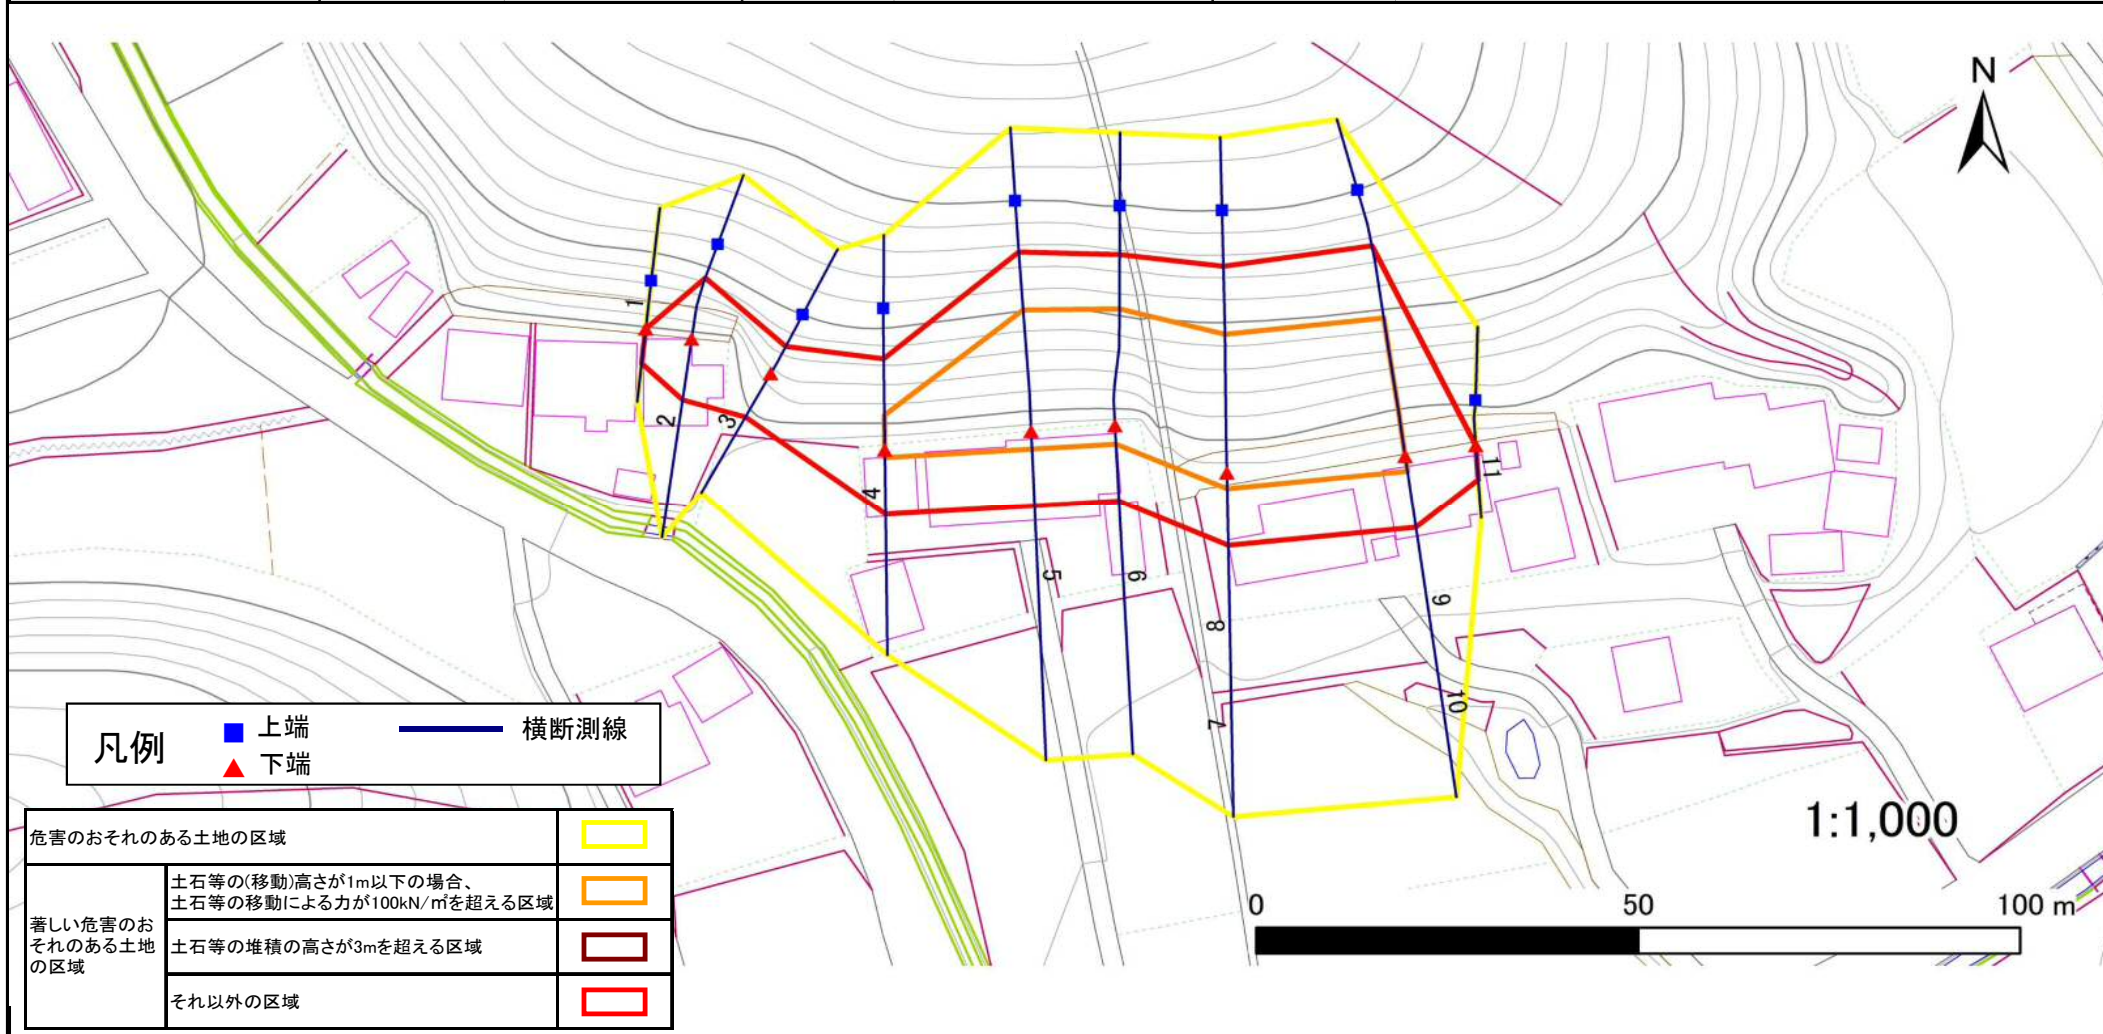 N
1
2
3
4
5
6
8
7
9
10
11
凡例
上端
横断測線
下端
1:1,000
0
50
100 m
危害のおそれのある土地の区域
著しい危害のお
それのある土地
の区域
土石等の(移動)高さが1m以下の場合、
土石等の移動による力が100kN/㎡を超える区域
土石等の堆積の高さが3mを超える区域
それ以外の区域